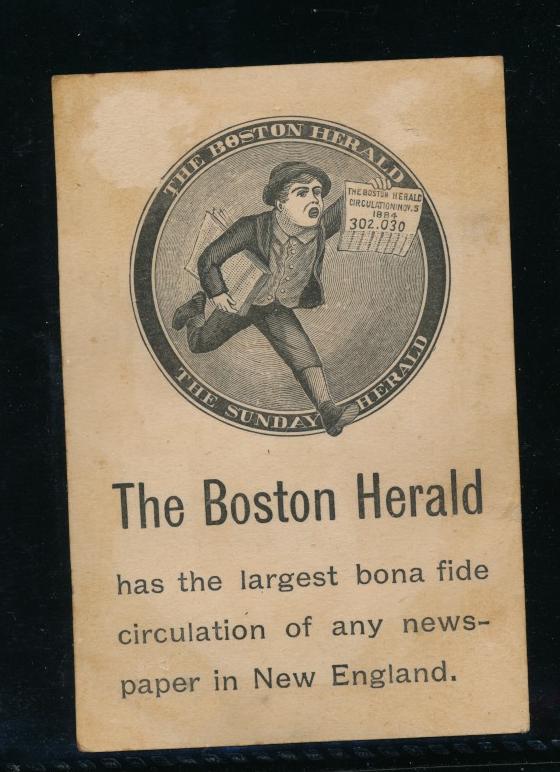 THE BOSTON HERALD
THE BOSTON HERALD
CIRCULATION NOV. 5
1884
302.030
THE SUNDAY HERALD
The Boston Herald
has the largest bona fide
circulation of any news-
paper in New England.